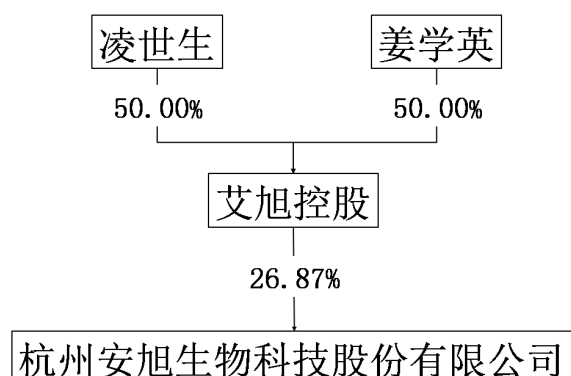 凌世生 姜学英
50.00% 50.00%
艾旭控股
26.87%
杭州安旭生物科技股份有限公司